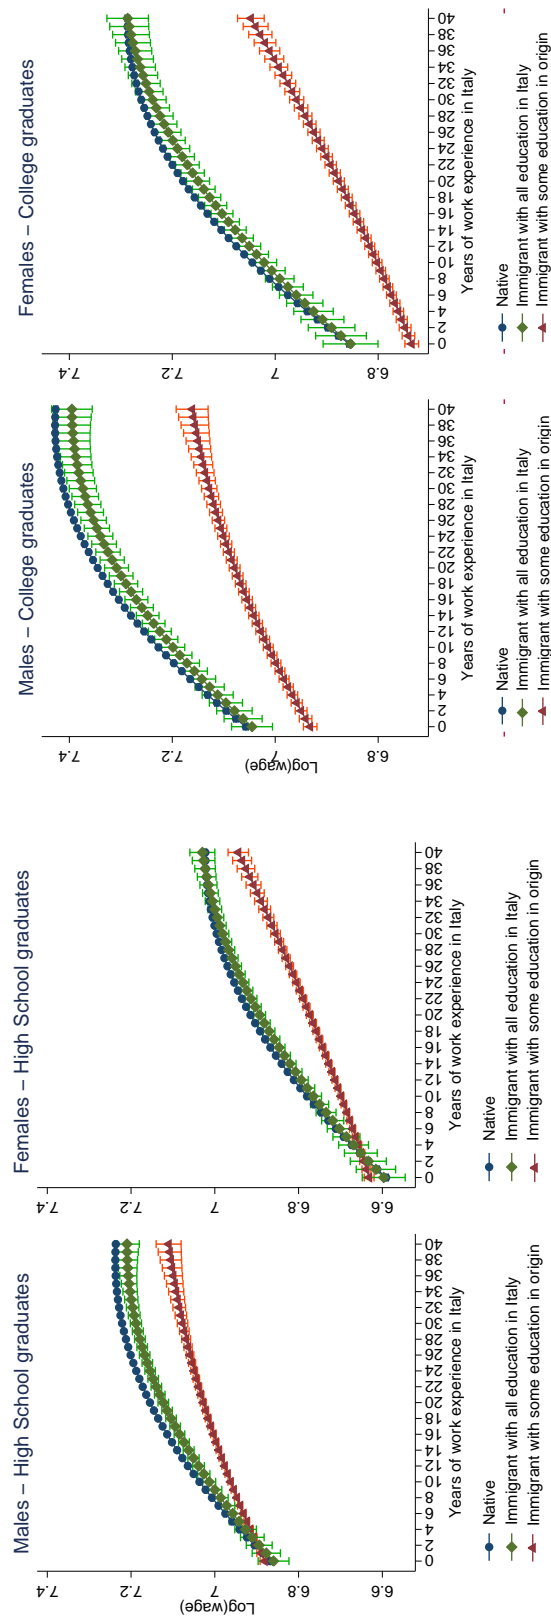 Males – High School graduates
Log(wage)
7.4
7.2
7
6.8
6.6
0 2 4 6 8 10 12 14 16 18 20 22 24 26 28 30 32 34 36 38 40
Years of work experience in Italy
Native
Immigrant with all education in Italy
Immigrant with some education in origin
Females – High School graduates
7.4
7.2
7
6.8
6.6
0 2 4 6 8 10 12 14 16 18 20 22 24 26 28 30 32 34 36 38 40
Years of work experience in Italy
Native
Immigrant with all education in Italy
Immigrant with some education in origin
Males – College graduates
Log(wage)
7.4
7.2
7
6.8
0 2 4 6 8 10 12 14 16 18 20 22 24 26 28 30 32 34 36 38 40
Years of work experience in Italy
Native
Immigrant with all education in Italy
Immigrant with some education in origin
Females – College graduates
7.4
7.2
7
6.8
0 2 4 6 8 10 12 14 16 18 20 22 24 26 28 30 32 34 36 38 40
Years of work experience in Italy
Native
Immigrant with all education in Italy
Immigrant with some education in origin